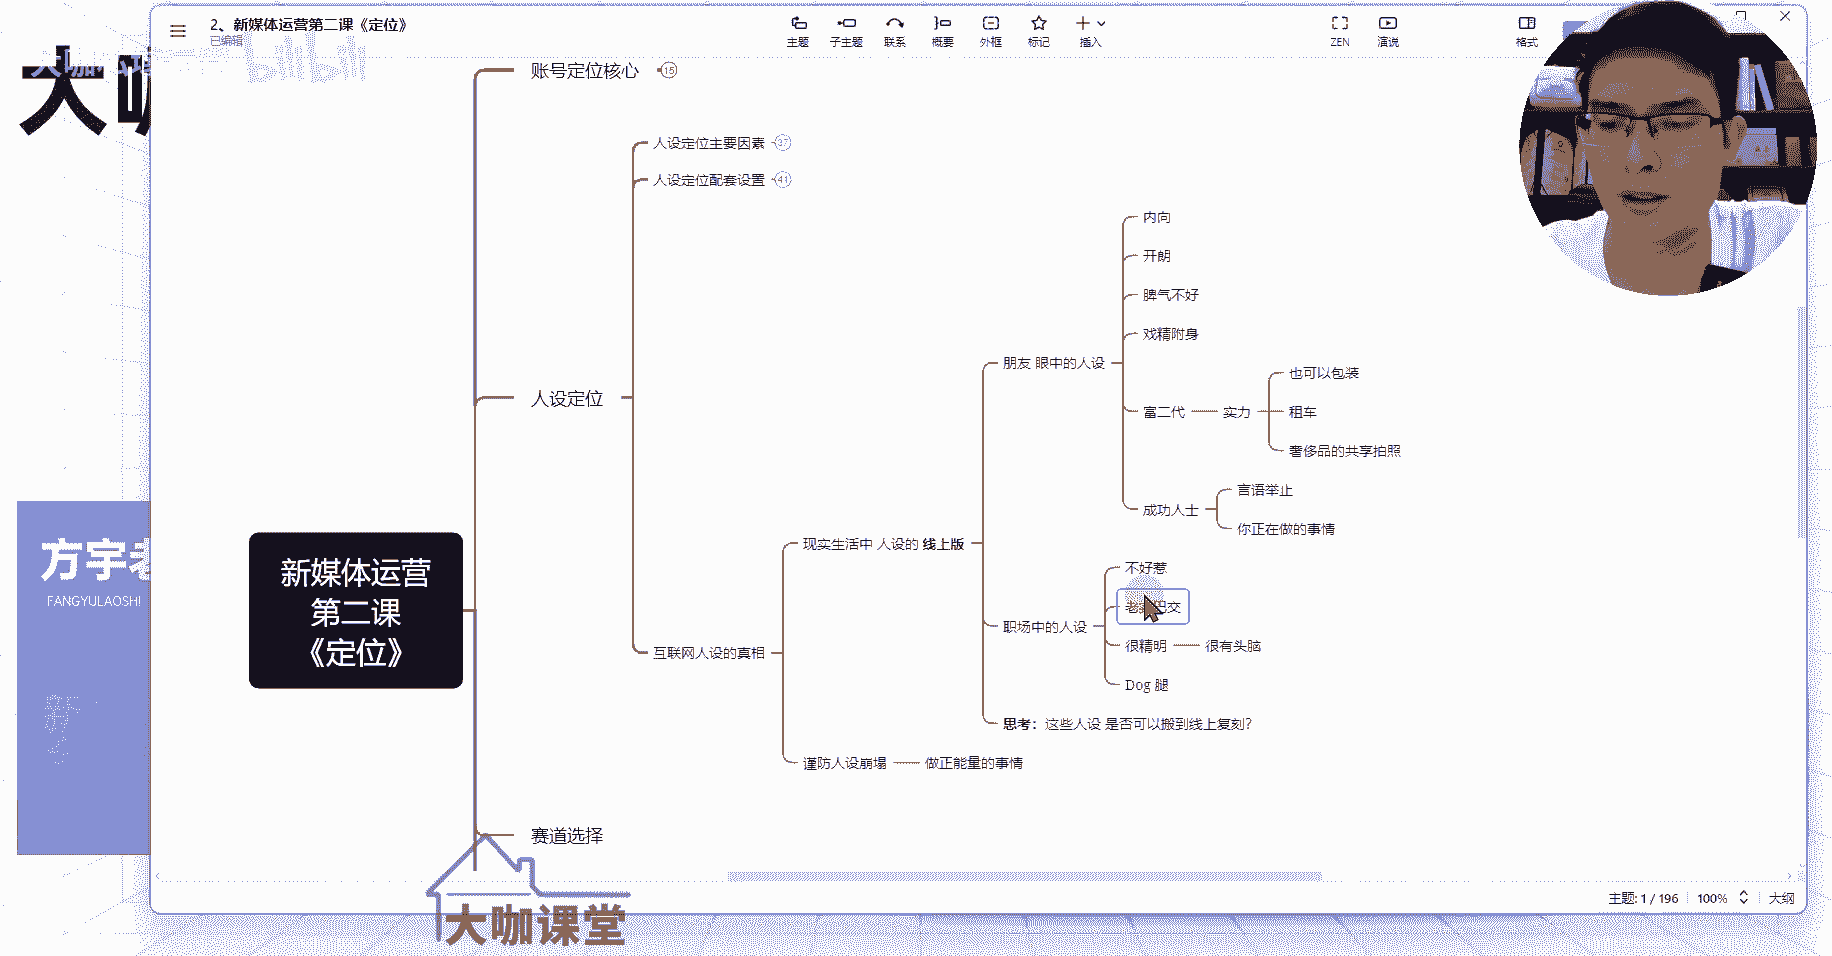 2、新媒体运营第二课《定位》
已编辑
主题
子主题
联系
概要
外框
标记
插入
ZEN
演说
格式
大咖
bilibili
账号定位核心 15
人设定位主要因素 37
人设定位配套设置 41
内向
开朗
脾气不好
戏精附身
朋友 眼中的人设
也可以包装
富二代
实力
租车
奢侈品的共享拍照
人设定位
言语举止
成功人士
你正在做的事情
现实生活中 人设的 线上版
不好惹
职场中的人设
很精明
很有头脑
Dog 腿
互联网人设的真相
思考：这些人设 是否可以搬到线上复刻？
谨防人设崩塌
做正能量的事情
新媒体运营
第二课
《定位》
赛道选择
方宇老
FANGYULAOSHI
大咖课堂
主题: 1 / 196
100%
大纲